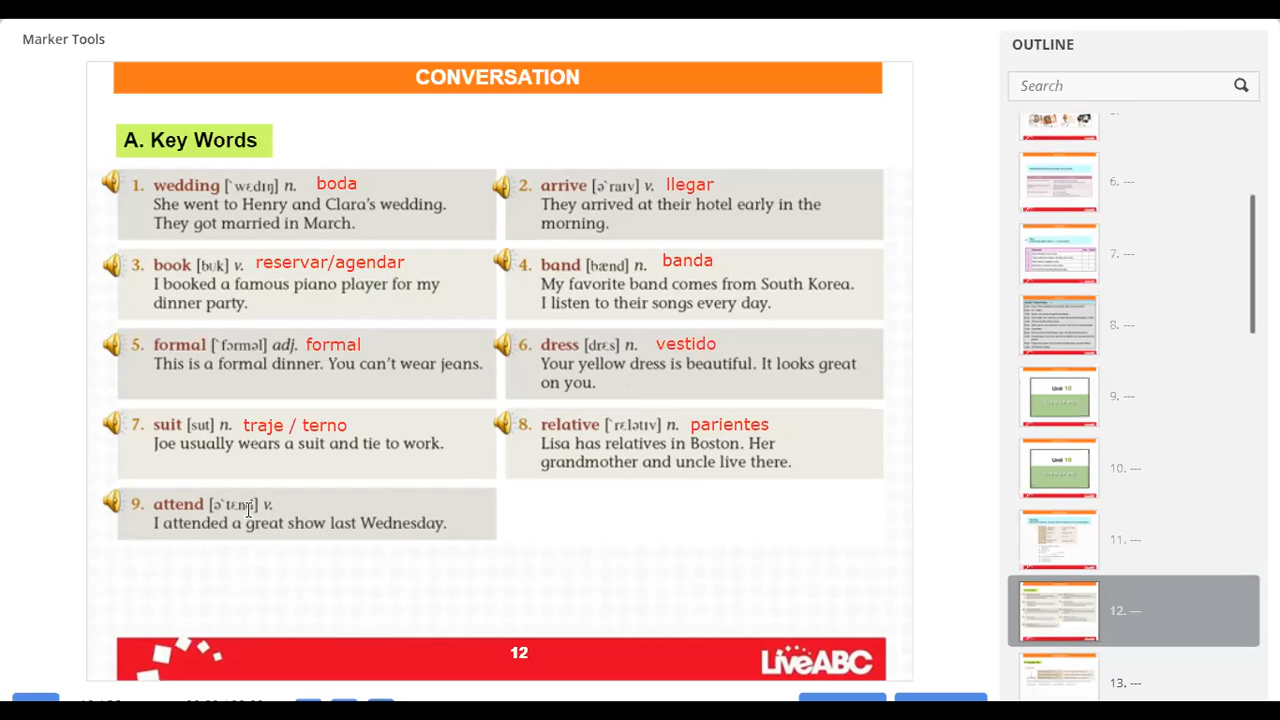 Marker Tools
CONVERSATION
A. Key Words
1. wedding [ˋwɛdɪŋ] n. boda
She went to Henry and Clara's wedding.
They got married in March.
2. arrive [əˋraɪv] v. llegar
They arrived at their hotel early in the
morning.
3. book [bʊk] v. reservar/agendar
I booked a famous piano player for my
dinner party.
4. band [bænd] n. banda
My favorite band comes from South Korea.
I listen to their songs every day.
5. formal [ˋfɔrməl] adj. formal
This is a formal dinner. You can't wear jeans.
6. dress [drɛs] n. vestido
Your yellow dress is beautiful. It looks great
on you.
7. suit [sut] n. traje / terno
Joe usually wears a suit and tie to work.
8. relative [ˋrɛlətɪv] n. parientes
Lisa has relatives in Boston. Her
grandmother and uncle live there.
9. attend [əˋtɛnd] v.
I attended a great show last Wednesday.
12
LiveABC
OUTLINE
Search
6. ---
7. ---
8. ---
Unit 10
9. ---
Unit 10
10. ---
11. ---
12. ---
13. ---